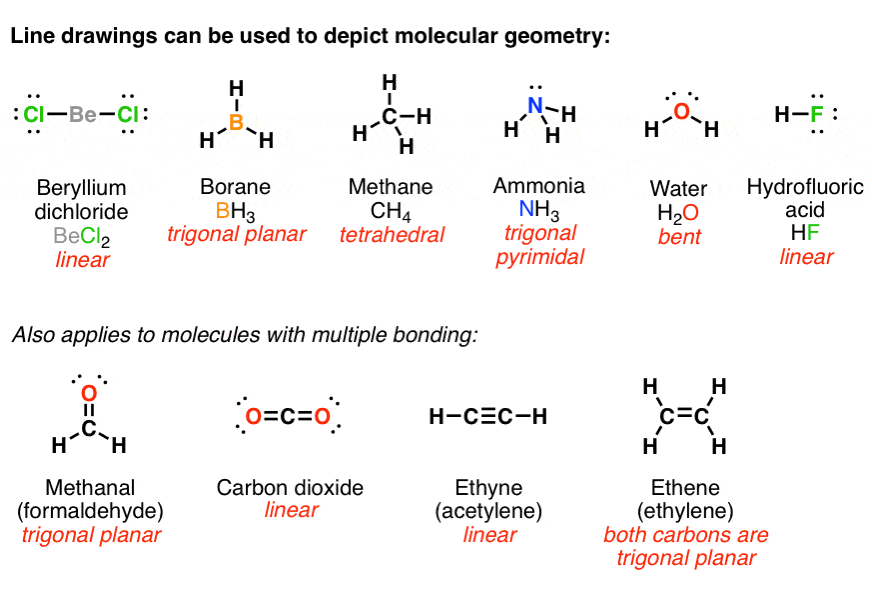 Line drawings can be used to depict molecular geometry:
H
H
:Cl—Be—Cl:
B
H H
C—H
H
H
N
H
H
H
O
H H
H—F:
Beryllium
dichloride
BeCl₂
linear
Borane
BH₃
trigonal planar
Methane
CH₄
tetrahedral
Ammonia
NH₃
trigonal
pyrimidal
Water
H₂O
bent
Hydrofluoric
acid
HF
linear
Also applies to molecules with multiple bonding:
O
C
H H
O=C=O
H—C≡C—H
H H
C=C
H H
Methanal
(formaldehyde)
trigonal planar
Carbon dioxide
linear
Ethyne
(acetylene)
linear
Ethene
(ethylene)
both carbons are
trigonal planar